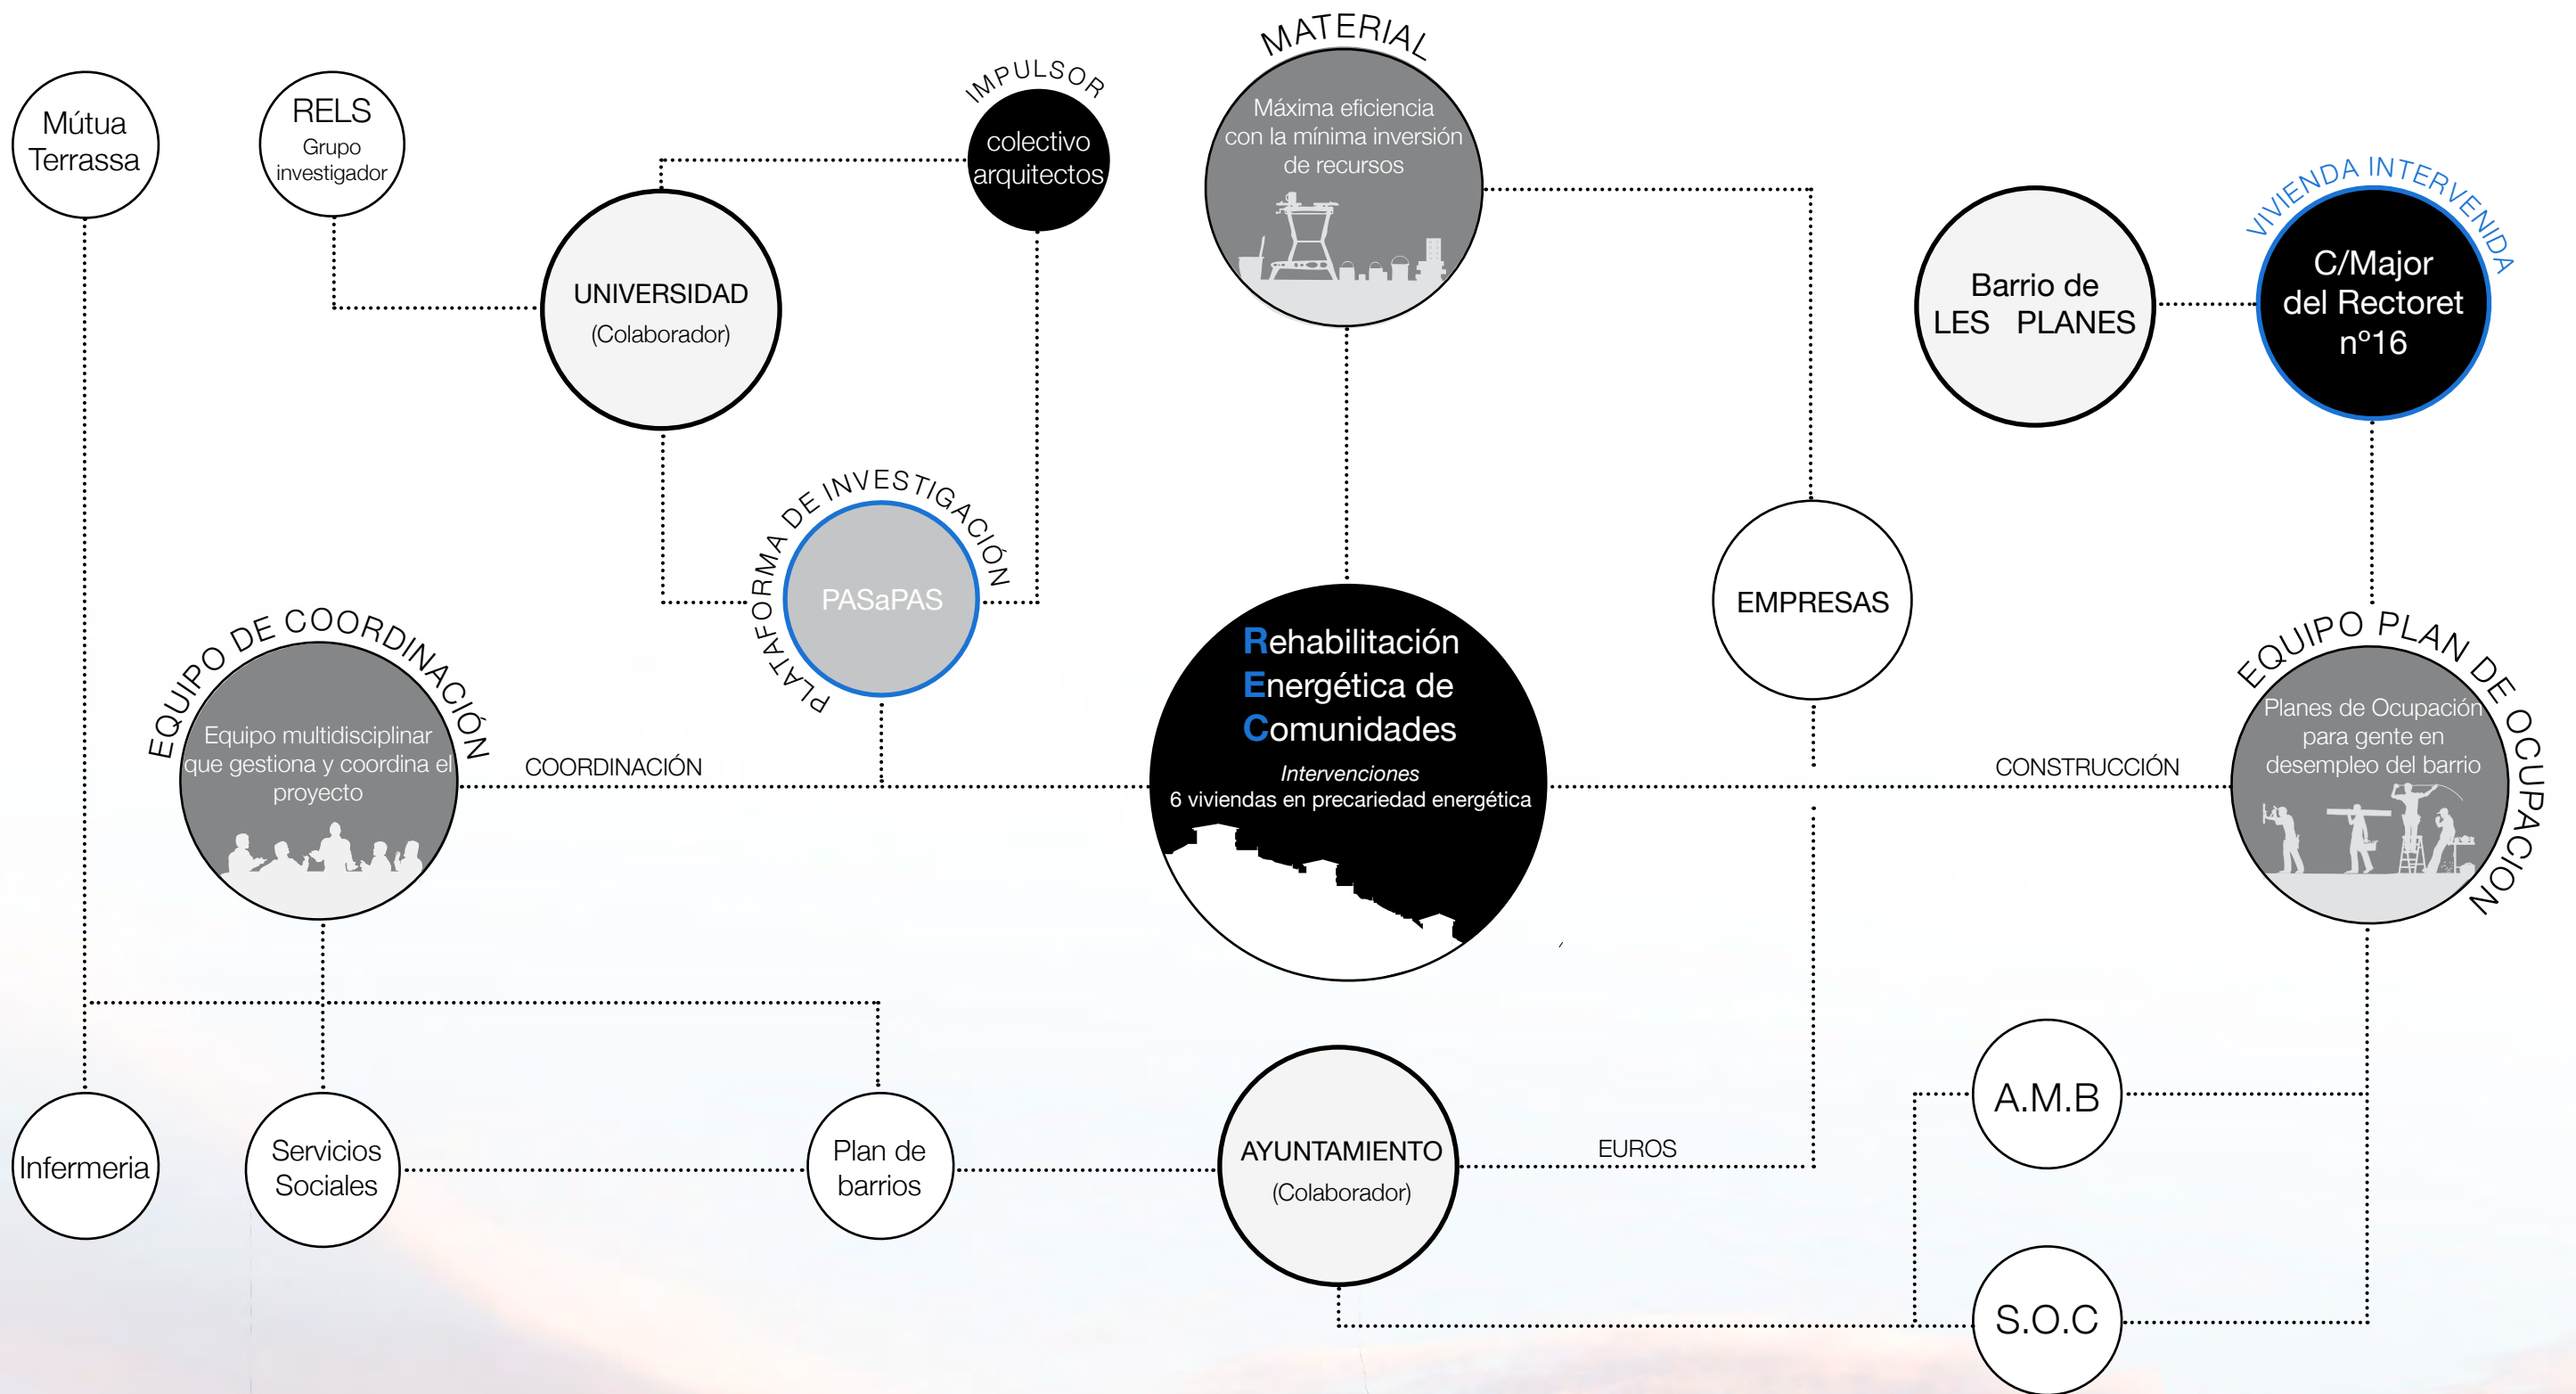 Mútua
Terrassa
RELS
Grupo
investigador
IMPULSOR
colectivo
arquitectos
MATERIAL
Máxima eficiencia
con la mínima inversión
de recursos
UNIVERSIDAD
(Colaborador)
Barrio de
LES PLANES
VIVIENDA INTERVENIDA
C/Major
del Rectoret
nº16
PLATAFORMA DE INVESTIGACIÓN
PASaPAS
EMPRESAS
EQUIPO DE COORDINACIÓN
Equipo multidisciplinar
que gestiona y coordina el
proyecto
COORDINACIÓN
Rehabilitación
Energética de
Comunidades
Intervenciones
6 viviendas en precariedad energética
CONSTRUCCIÓN
EQUIPO PLAN DE OCUPACION
Planes de Ocupación
para gente en
desempleo del barrio
Infermeria
Servicios
Sociales
Plan de
barrios
AYUNTAMIENTO
(Colaborador)
EUROS
A.M.B
S.O.C